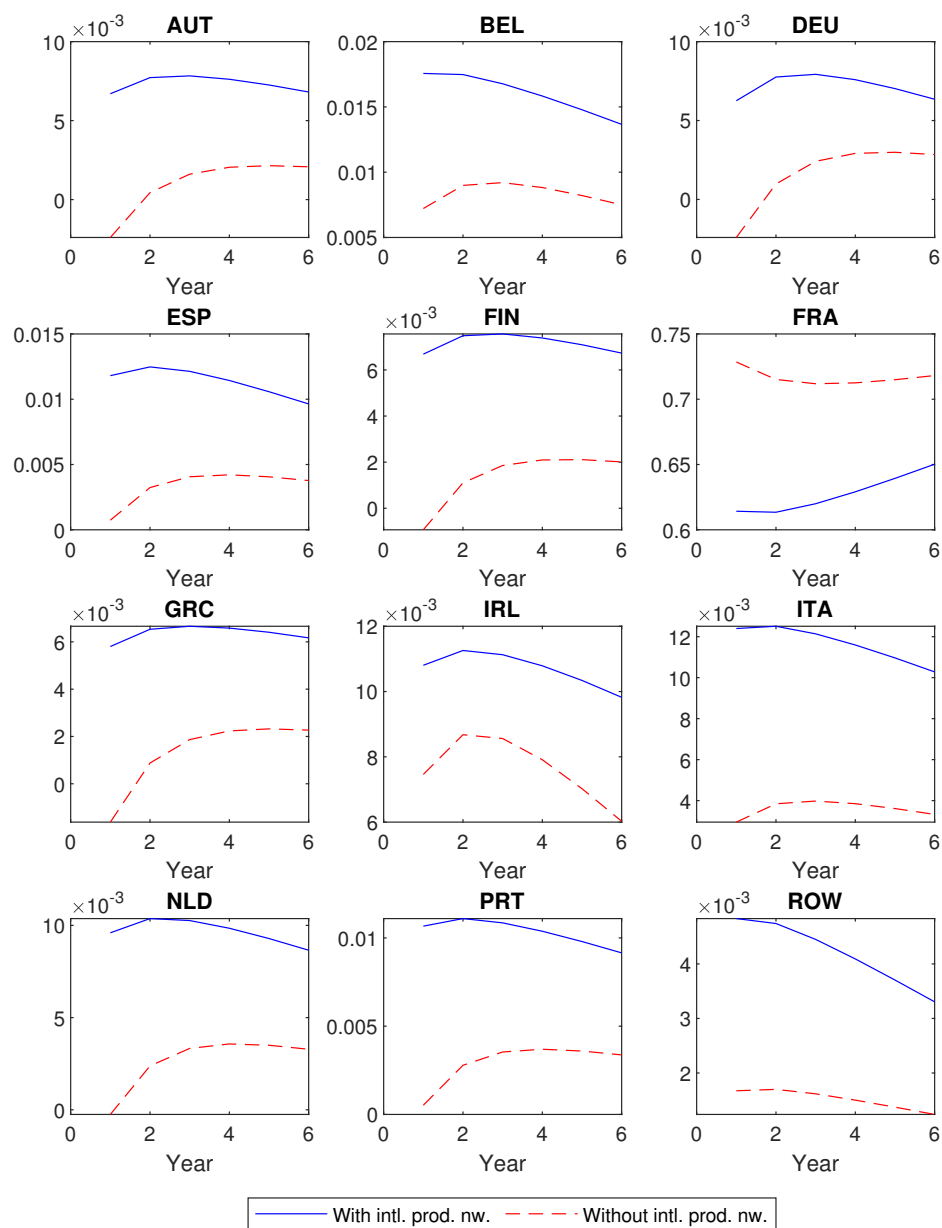 AUT BEL DEU
×10⁻³ ×10⁻³
10 5 0
0.02 0.015 0.01 0.005
10 5 0
0 2 4 6 0 2 4 6 0 2 4 6
Year Year Year
ESP FIN FRA
×10⁻³
0.015 0.01 0.005 0
6 4 2 0
0.75 0.7 0.65 0.6
0 2 4 6 0 2 4 6 0 2 4 6
Year Year Year
GRC IRL ITA
×10⁻³ ×10⁻³ ×10⁻³
6 4 2 0
12 10 8 6
12 10 8 6 4
0 2 4 6 0 2 4 6 0 2 4 6
Year Year Year
NLD PRT ROW
×10⁻³ ×10⁻³
10 5 0
0.01 0.005 0
4 3 2
0 2 4 6 0 2 4 6 0 2 4 6
Year Year Year
With intl. prod. nw. Without intl. prod. nw.